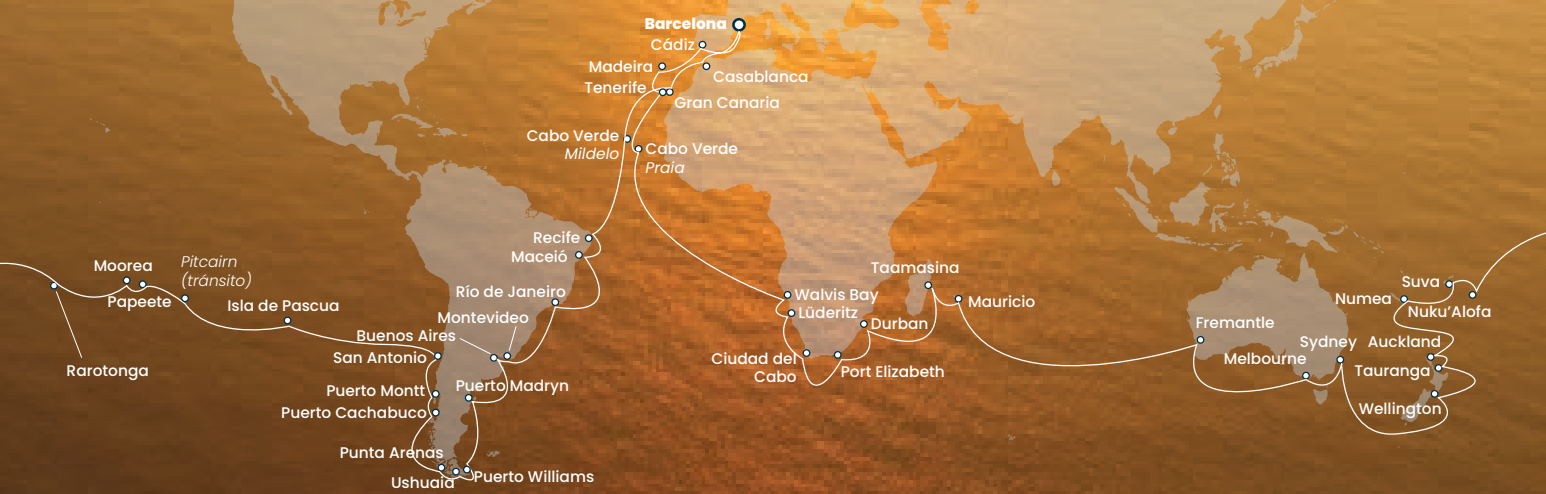 Barcelona
Cádiz
Madeira
Casablanca
Tenerife
Gran Canaria
Cabo Verde
Mildelo
Cabo Verde
Praia
Recife
Maceió
Río de Janeiro
Montevideo
Buenos Aires
San Antonio
Puerto Montt
Puerto Madryn
Puerto Cachabuco
Punta Arenas
Ushuaia
Puerto Williams
Moorea
Papeete
Pitcairn
(tránsito)
Isla de Pascua
Rarotonga
Taamasina
Walvis Bay
Lüderitz
Mauricio
Durban
Ciudad del
Cabo
Port Elizabeth
Fremantle
Melbourne
Sydney
Suva
Numea
Nuku’Alofa
Auckland
Tauranga
Wellington